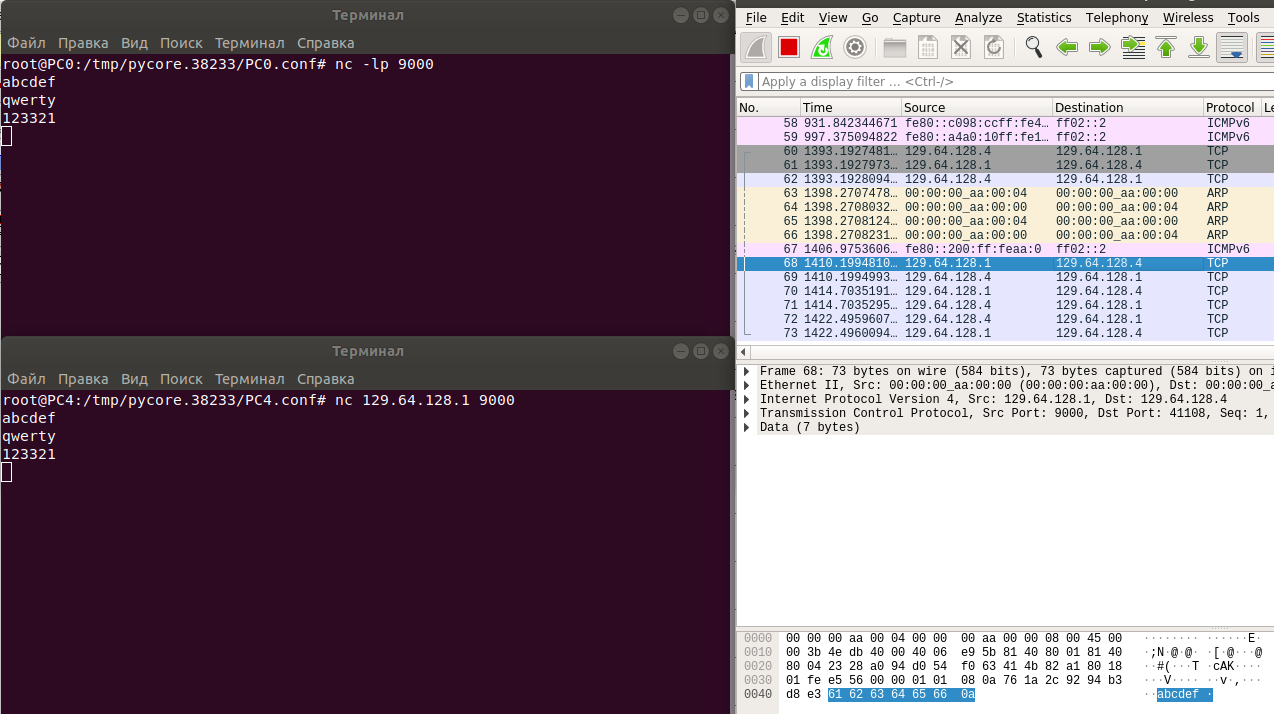 Терминал
Файл Правка Вид Поиск Терминал Справка
root@PC0:/tmp/pycore.38233/PC0.conf# nc -lp 9000
abcdef
qwerty
123321
Терминал
Файл Правка Вид Поиск Терминал Справка
root@PC4:/tmp/pycore.38233/PC4.conf# nc 129.64.128.1 9000
abcdef
qwerty
123321
File Edit View Go Capture Analyze Statistics Telephony Wireless Tools
Apply a display filter ... <Ctrl-/>
No. Time Source Destination Protocol Le
58 931.842344671 fe80::c098:ccff:fe4… ff02::2 ICMPv6
59 997.375094822 fe80::a4a0:10ff:fe1… ff02::2 ICMPv6
60 1393.1927481… 129.64.128.4 129.64.128.1 TCP
61 1393.1927973… 129.64.128.1 129.64.128.4 TCP
62 1393.1928094… 129.64.128.4 129.64.128.1 TCP
63 1398.2707478… 00:00:00_aa:00:04 00:00:00_aa:00:00 ARP
64 1398.2708032… 00:00:00_aa:00:00 00:00:00_aa:00:04 ARP
65 1398.2708124… 00:00:00_aa:00:04 00:00:00_aa:00:00 ARP
66 1398.2708231… 00:00:00_aa:00:00 00:00:00_aa:00:04 ARP
67 1406.9753606… fe80::200:ff:feaa:0 ff02::2 ICMPv6
68 1410.1994810… 129.64.128.1 129.64.128.4 TCP
69 1410.1994993… 129.64.128.4 129.64.128.1 TCP
70 1414.7035191… 129.64.128.4 129.64.128.1 TCP
71 1414.7035295… 129.64.128.1 129.64.128.4 TCP
72 1422.4959607… 129.64.128.4 129.64.128.1 TCP
73 1422.4960094… 129.64.128.1 129.64.128.4 TCP
Frame 68: 73 bytes on wire (584 bits), 73 bytes captured (584 bits) on i
Ethernet II, Src: 00:00:00_aa:00:00 (00:00:00:aa:00:00), Dst: 00:00:00_a
Internet Protocol Version 4, Src: 129.64.128.1, Dst: 129.64.128.4
Transmission Control Protocol, Src Port: 9000, Dst Port: 41108, Seq: 1,
Data (7 bytes)
0000 00 00 00 aa 00 04 00 00 00 aa 00 00 08 00 45 00 ········ ······E·
0010 00 3b 4e db 40 00 40 06 e9 5b 81 40 80 01 81 40 ·;N·@·@· ·[·@···@
0020 80 04 23 28 a0 94 d0 54 f0 63 41 4b 82 a1 80 18 ··#(···T ·cAK····
0030 01 fe e5 56 00 00 01 01 08 0a 76 1a 2c 92 94 b3 ···V···· ··v·,···
0040 d8 e3 61 62 63 64 65 66 0a ··abcdef ·